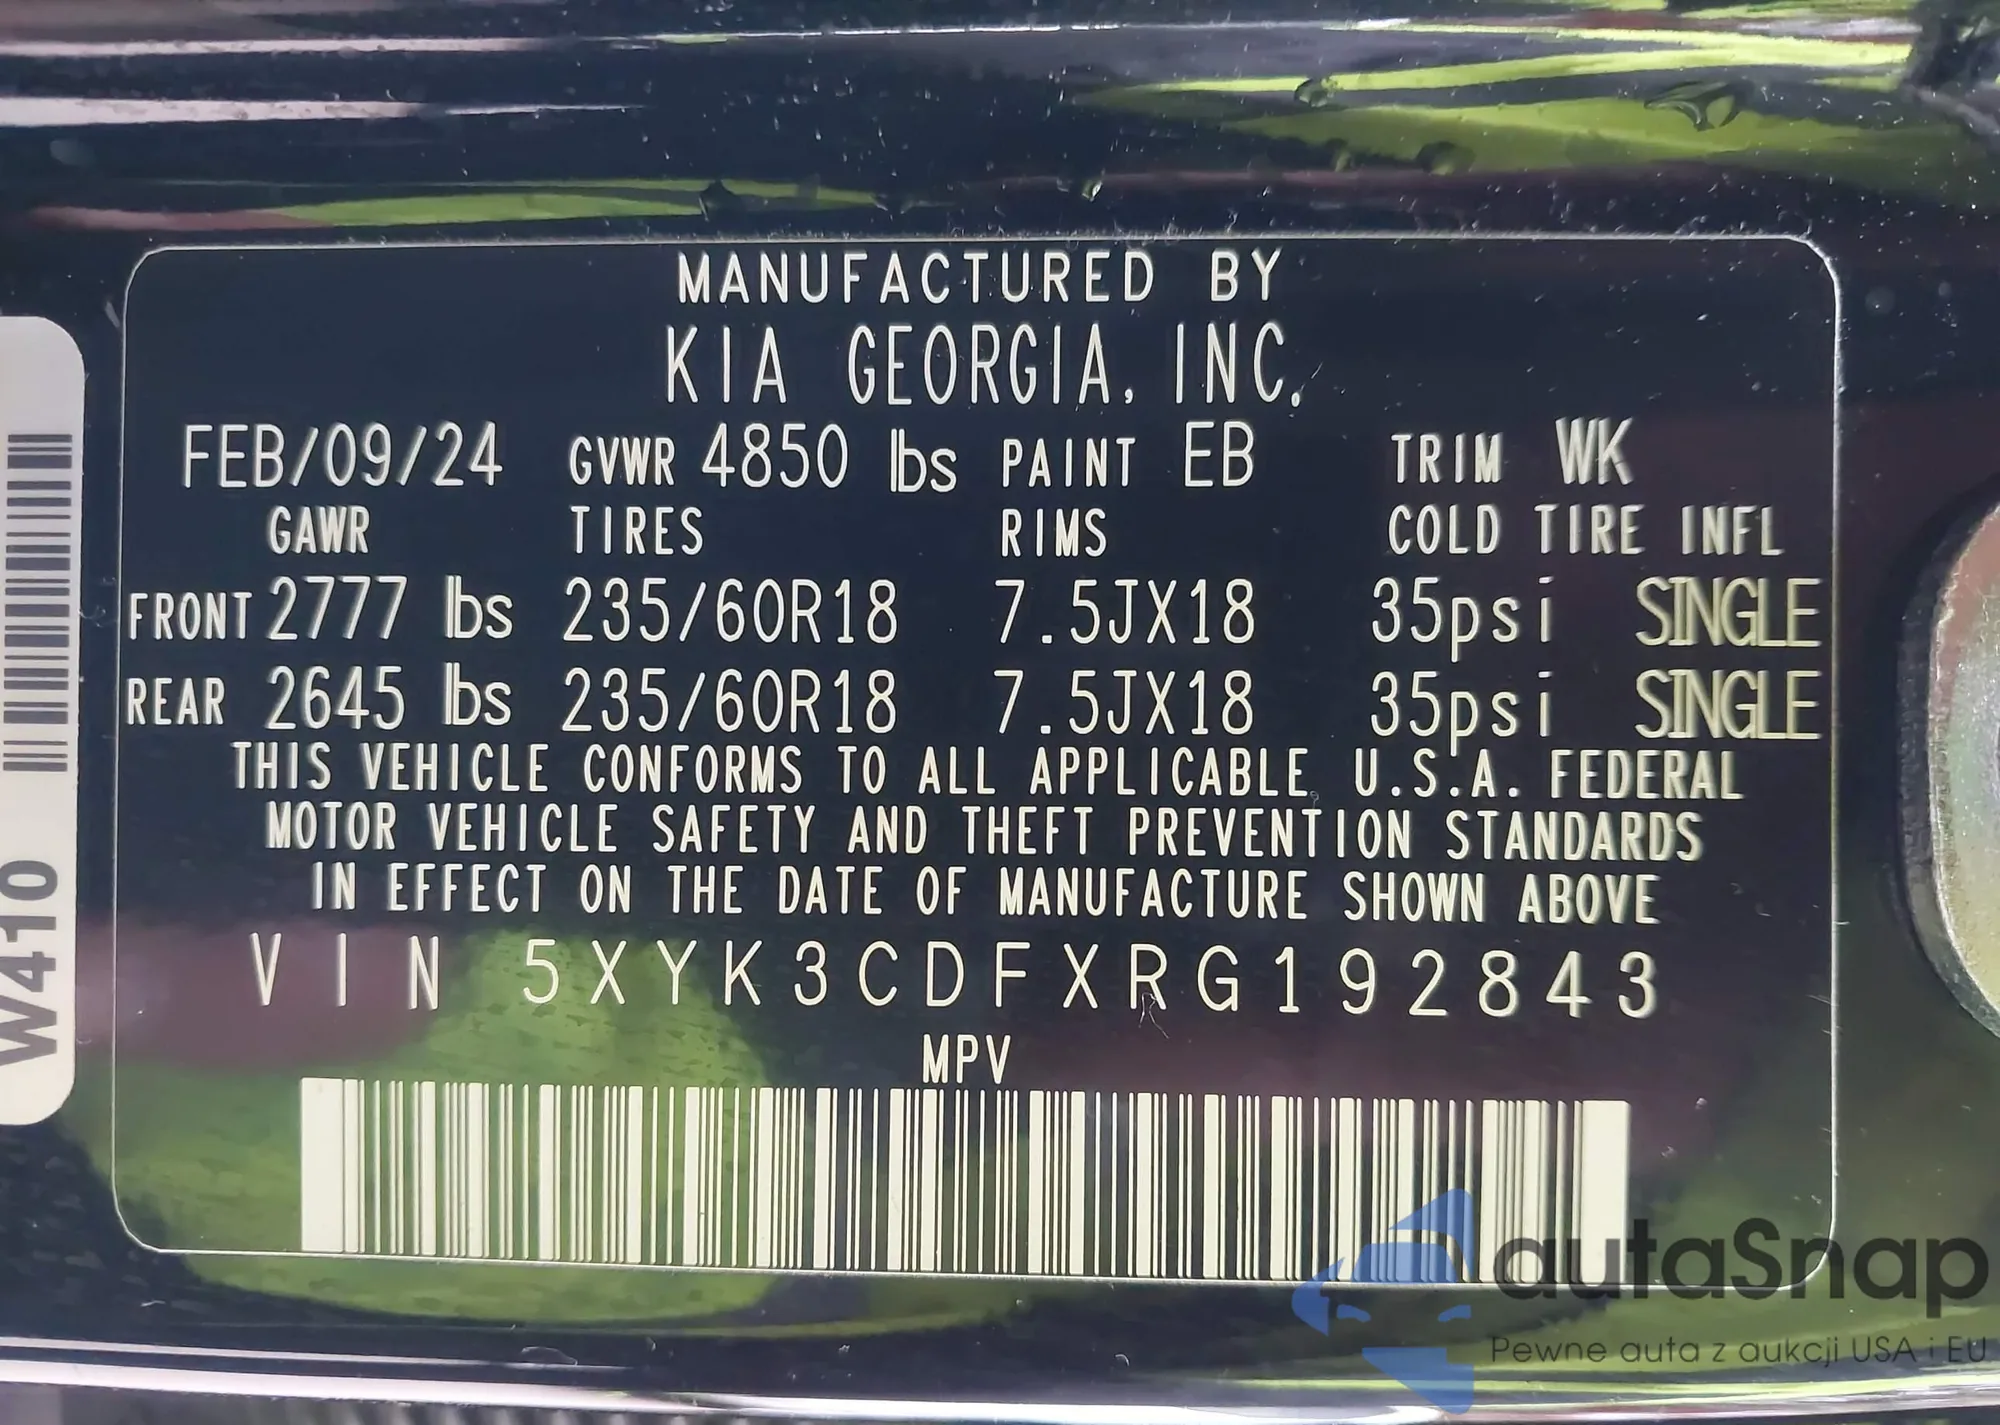 MANUFACTURED BY
KIA GEORGIA, INC.
FEB/09/24 GVWR 4850 lbs PAINT EB TRIM WK
GAWR TIRES RIMS COLD TIRE INFL
FRONT 2777 lbs 235/60R18 7.5JX18 35psi SINGLE
REAR 2645 lbs 235/60R18 7.5JX18 35psi SINGLE
THIS VEHICLE CONFORMS TO ALL APPLICABLE U.S.A. FEDERAL
MOTOR VEHICLE SAFETY AND THEFT PREVENTION STANDARDS
IN EFFECT ON THE DATE OF MANUFACTURE SHOWN ABOVE
VIN 5XYK3CDFXRG192843
MPV
W410
autaSnap
Pewne auta z aukcji USA i EU